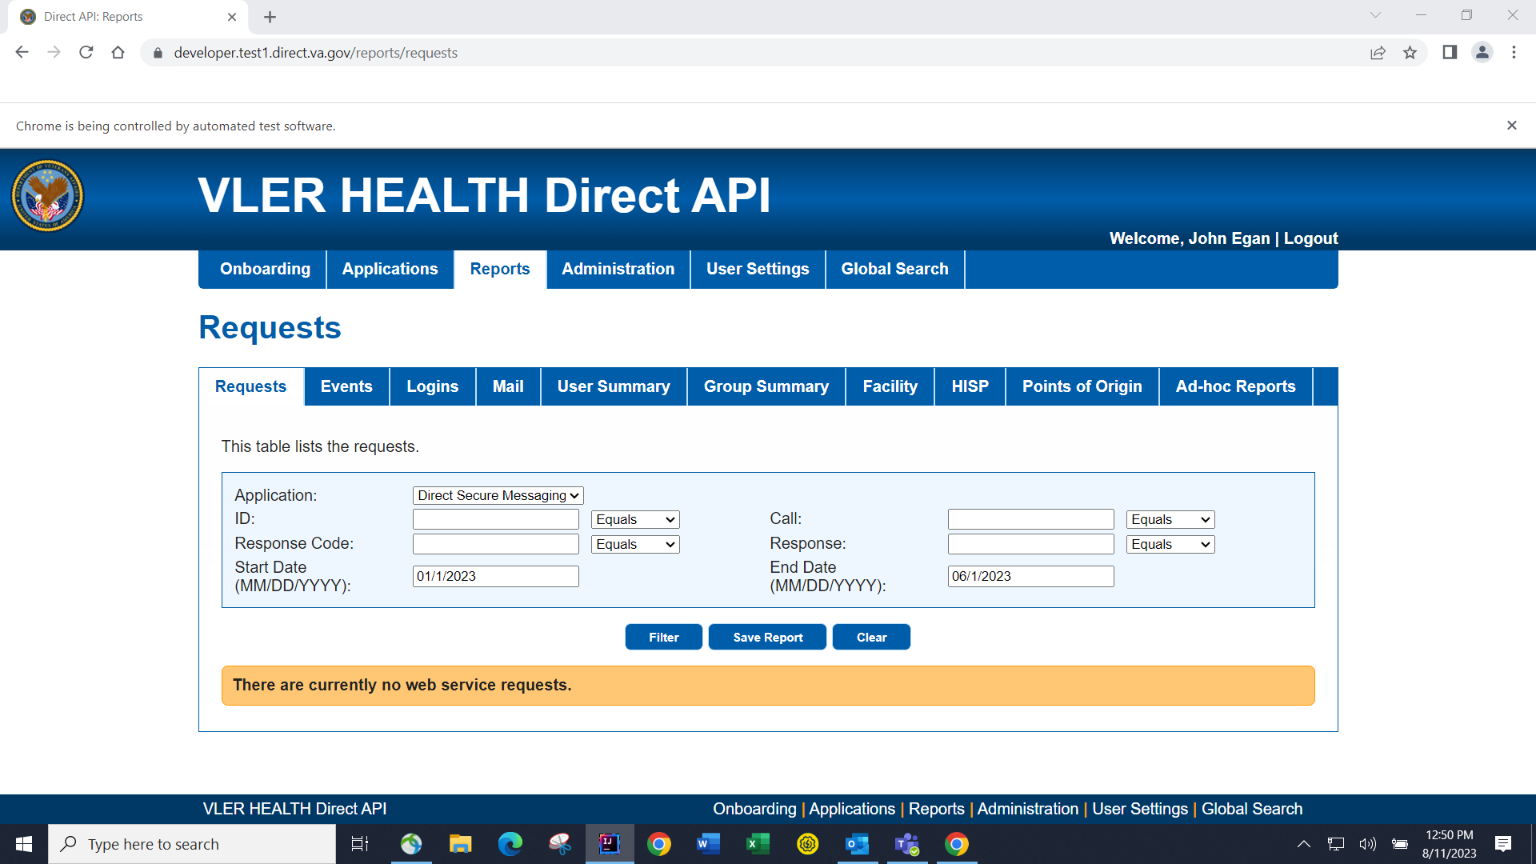 Direct API: Reports
developer.test1.direct.va.gov/reports/requests
Chrome is being controlled by automated test software.
VLER HEALTH Direct API
Welcome, John Egan | Logout
Onboarding Applications Reports Administration User Settings Global Search
Requests
Requests Events Logins Mail User Summary Group Summary Facility HISP Points of Origin Ad-hoc Reports
This table lists the requests.
Application: Direct Secure Messaging
ID: Equals Call: Equals
Response Code: Equals Response: Equals
Start Date
(MM/DD/YYYY): 01/1/2023
End Date
(MM/DD/YYYY): 06/1/2023
Filter Save Report Clear
There are currently no web service requests.
VLER HEALTH Direct API Onboarding | Applications | Reports | Administration | User Settings | Global Search
Type here to search
12:50 PM
8/11/2023